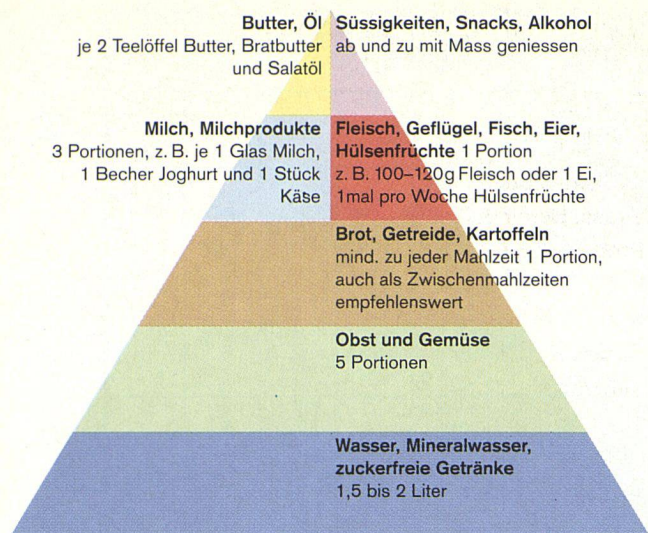 Butter, Öl
je 2 Teelöffel Butter, Bratbutter
und Salatöl
Süssigkeiten, Snacks, Alkohol
ab und zu mit Mass geniessen
Milch, Milchprodukte
3 Portionen, z. B. je 1 Glas Milch,
1 Becher Joghurt und 1 Stück
Käse
Fleisch, Geflügel, Fisch, Eier,
Hülsenfrüchte 1 Portion
z. B. 100–120g Fleisch oder 1 Ei,
1mal pro Woche Hülsenfrüchte
Brot, Getreide, Kartoffeln
mind. zu jeder Mahlzeit 1 Portion,
auch als Zwischenmahlzeiten
empfehlenswert
Obst und Gemüse
5 Portionen
Wasser, Mineralwasser,
zuckerfreie Getränke
1,5 bis 2 Liter